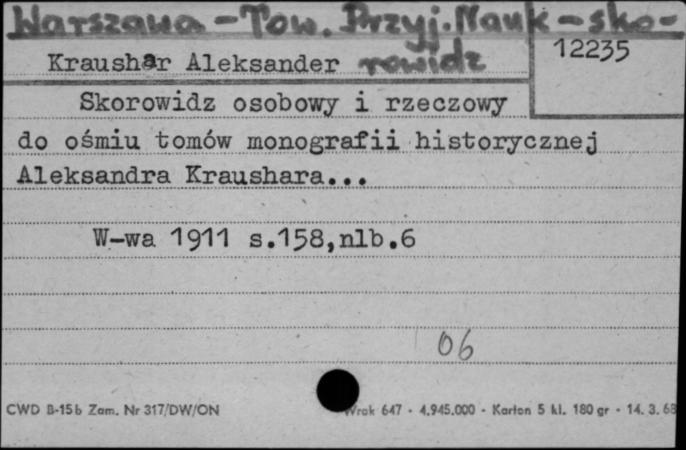 Warszawa - Tow. Przyj. Nauk - sko-
rowidz
Kraushar Aleksander
12235
Skorowidz osobowy i rzeczowy
do ośmiu tomów monografii historycznej
Aleksandra Kraushara...
W-wa 1911 s.158,nlb.6
06
CWD B-15b Zam. Nr 317/DW/ON Wrak 647 - 4.945.000 - Karton 5 kl. 180 gr - 14. 3. 68